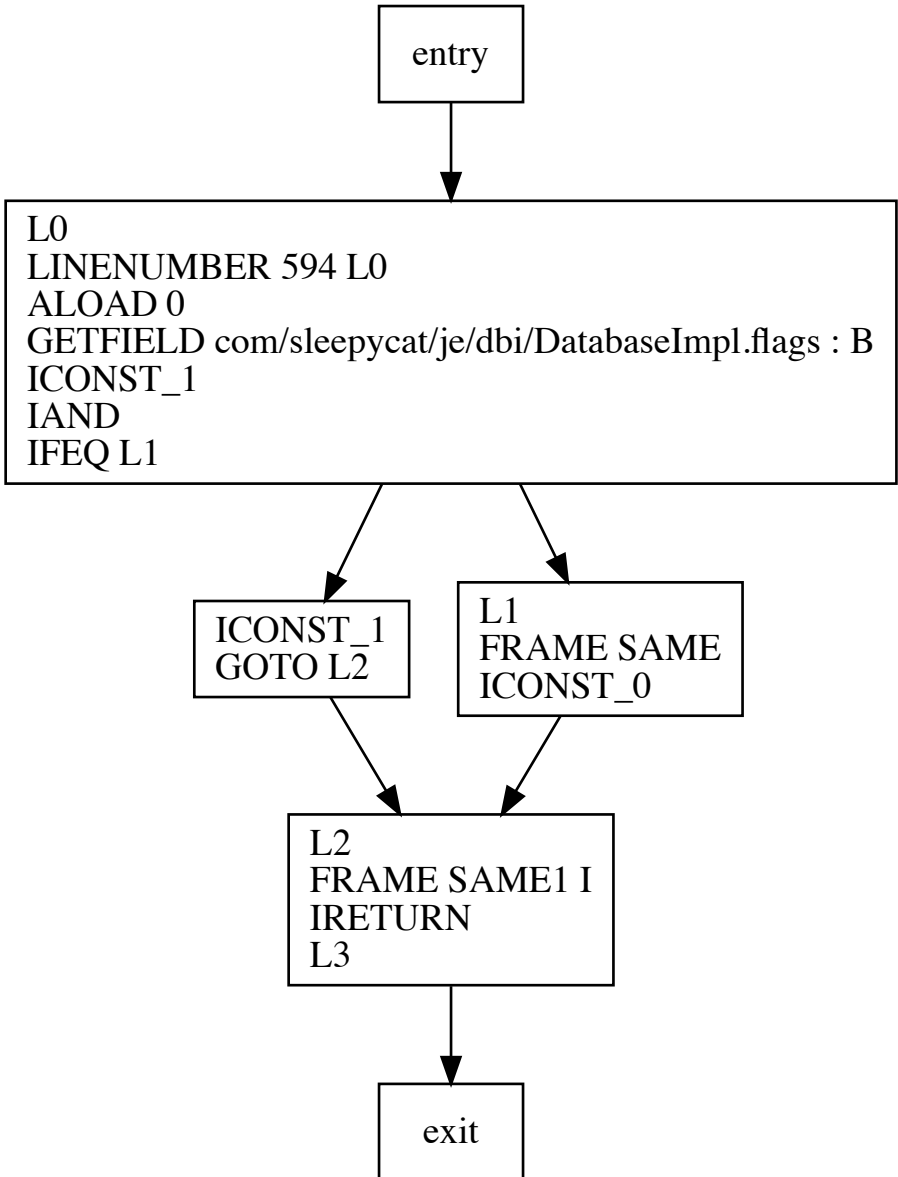 entry
L0
LINENUMBER 594 L0
ALOAD 0
GETFIELD com/sleepycat/je/dbi/DatabaseImpl.flags : B
ICONST_1
IAND
IFEQ L1
ICONST_1
GOTO L2
L1
FRAME SAME
ICONST_0
L2
FRAME SAME1 I
IRETURN
L3
exit